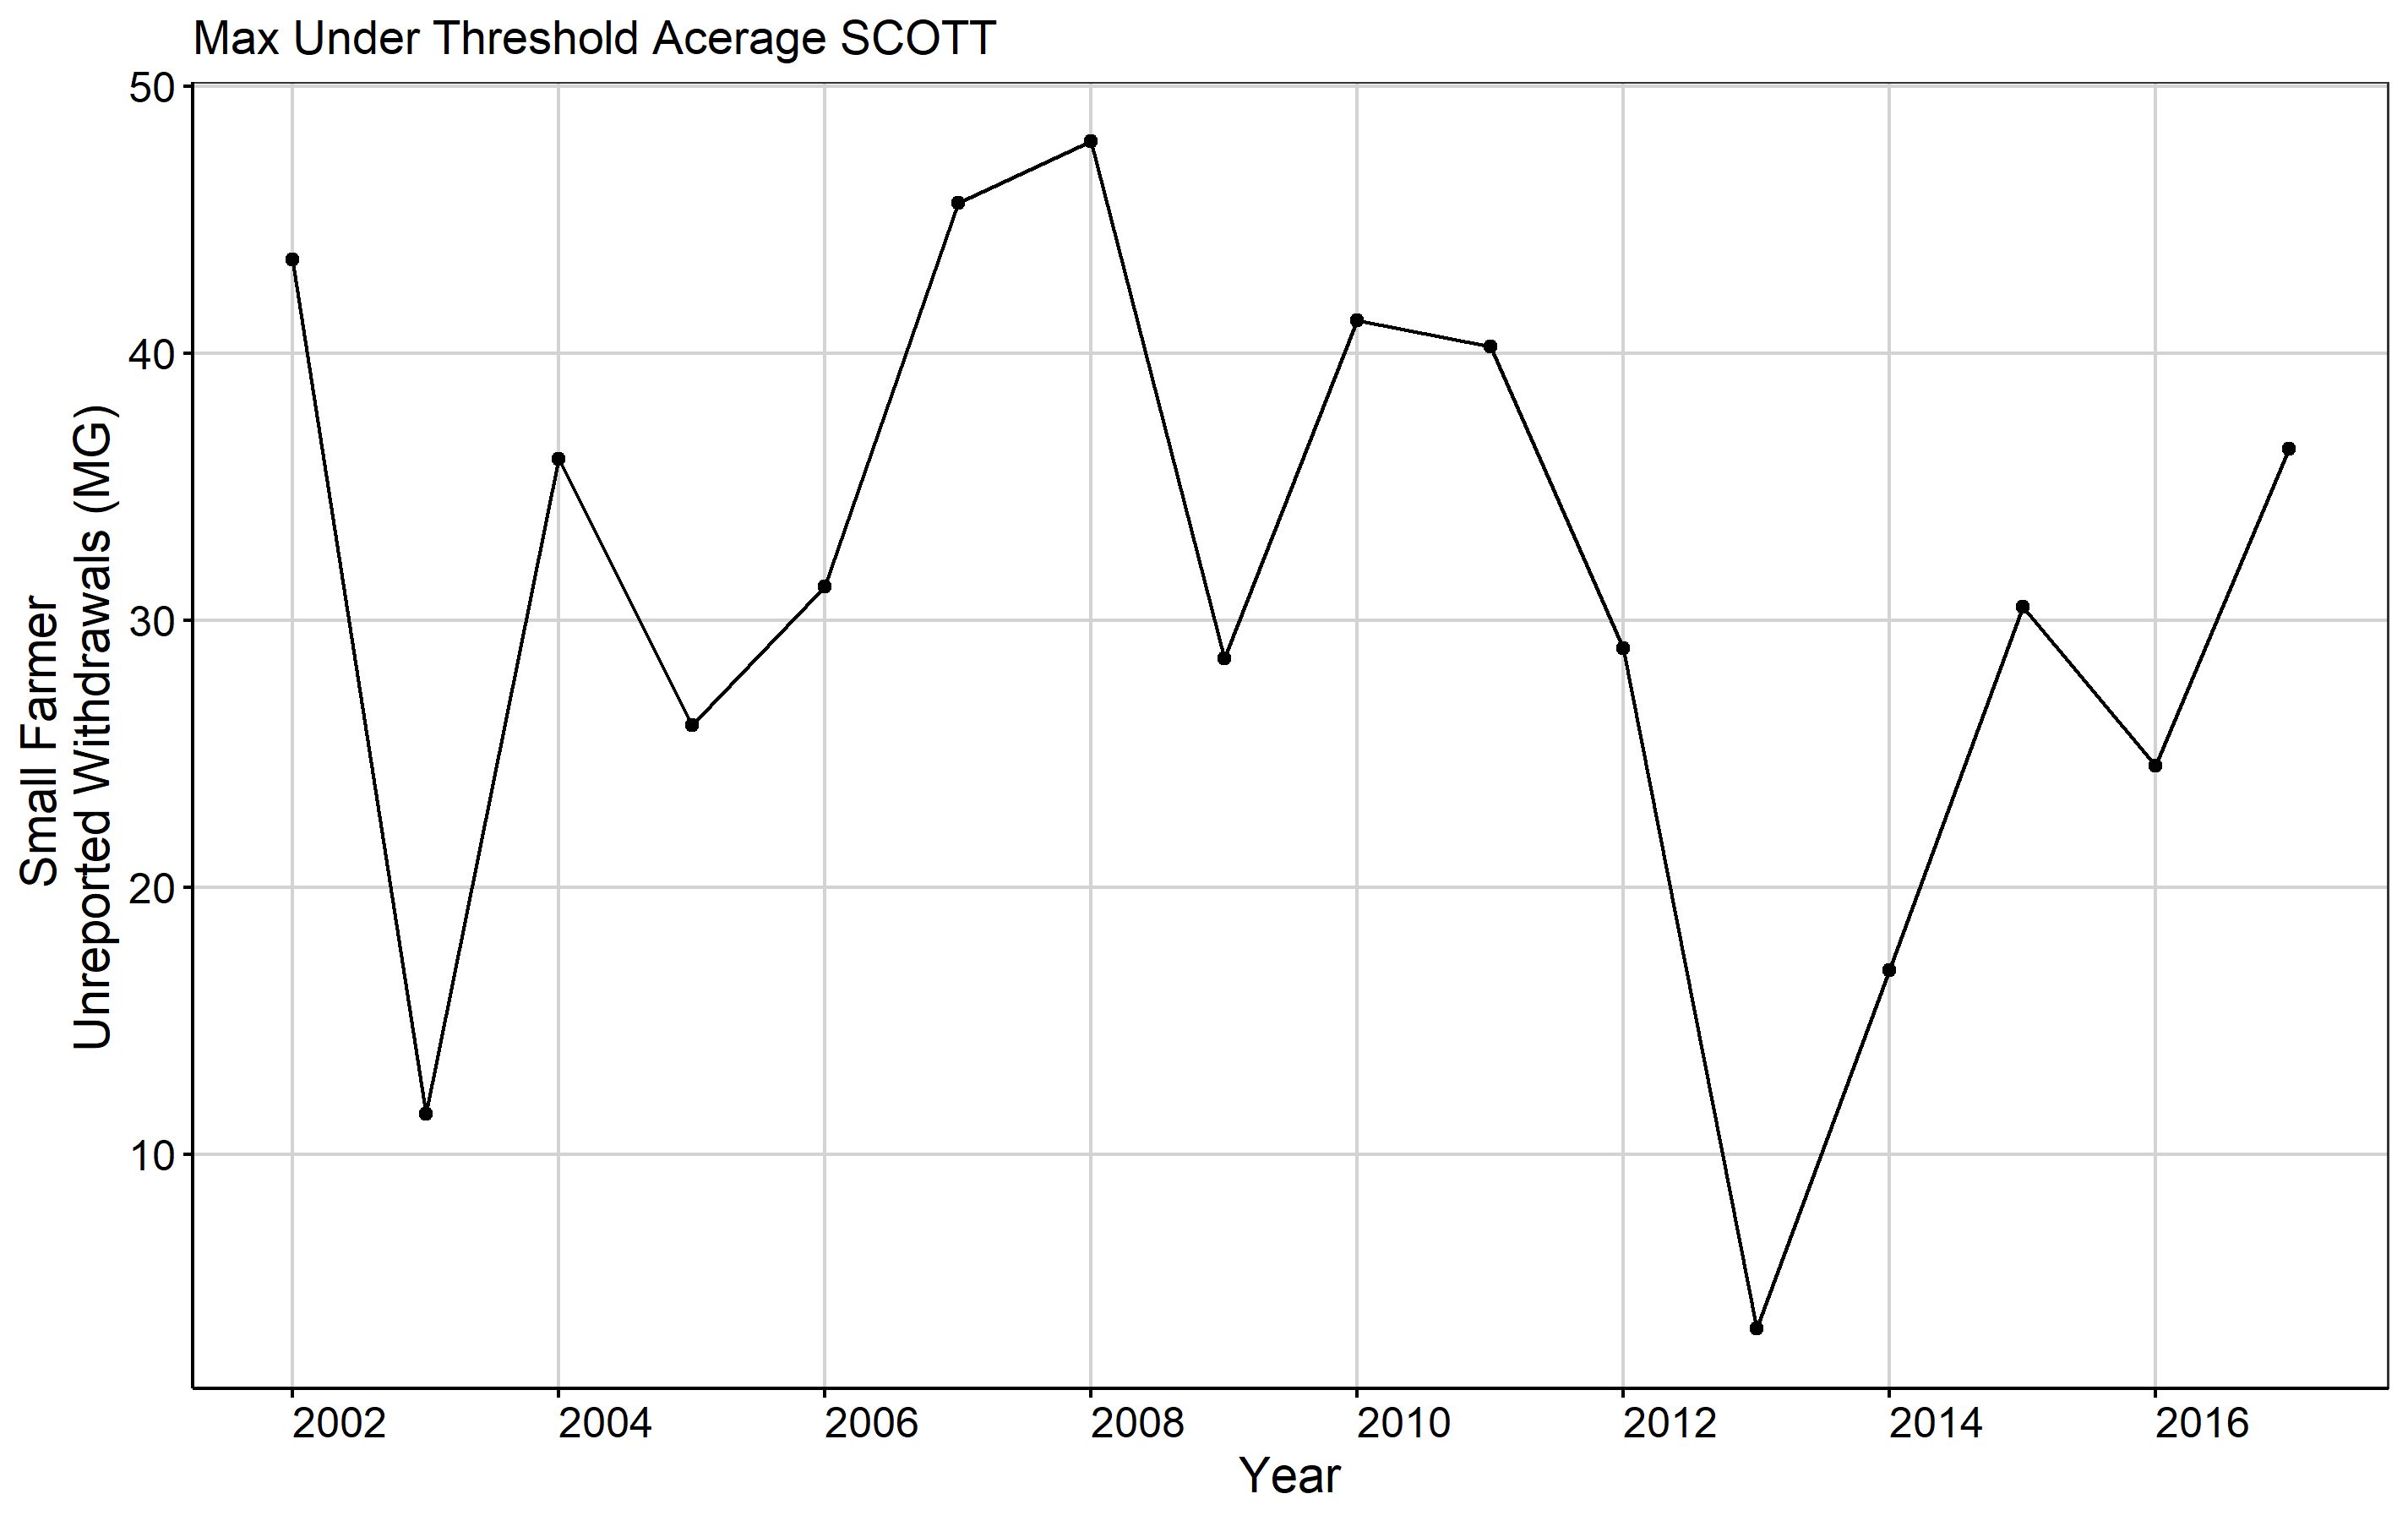 Max Under Threshold Acerage SCOTT
Small Farmer
Unreported Withdrawals (MG)
50
40
30
20
10
2002 2004 2006 2008 2010 2012 2014 2016
Year